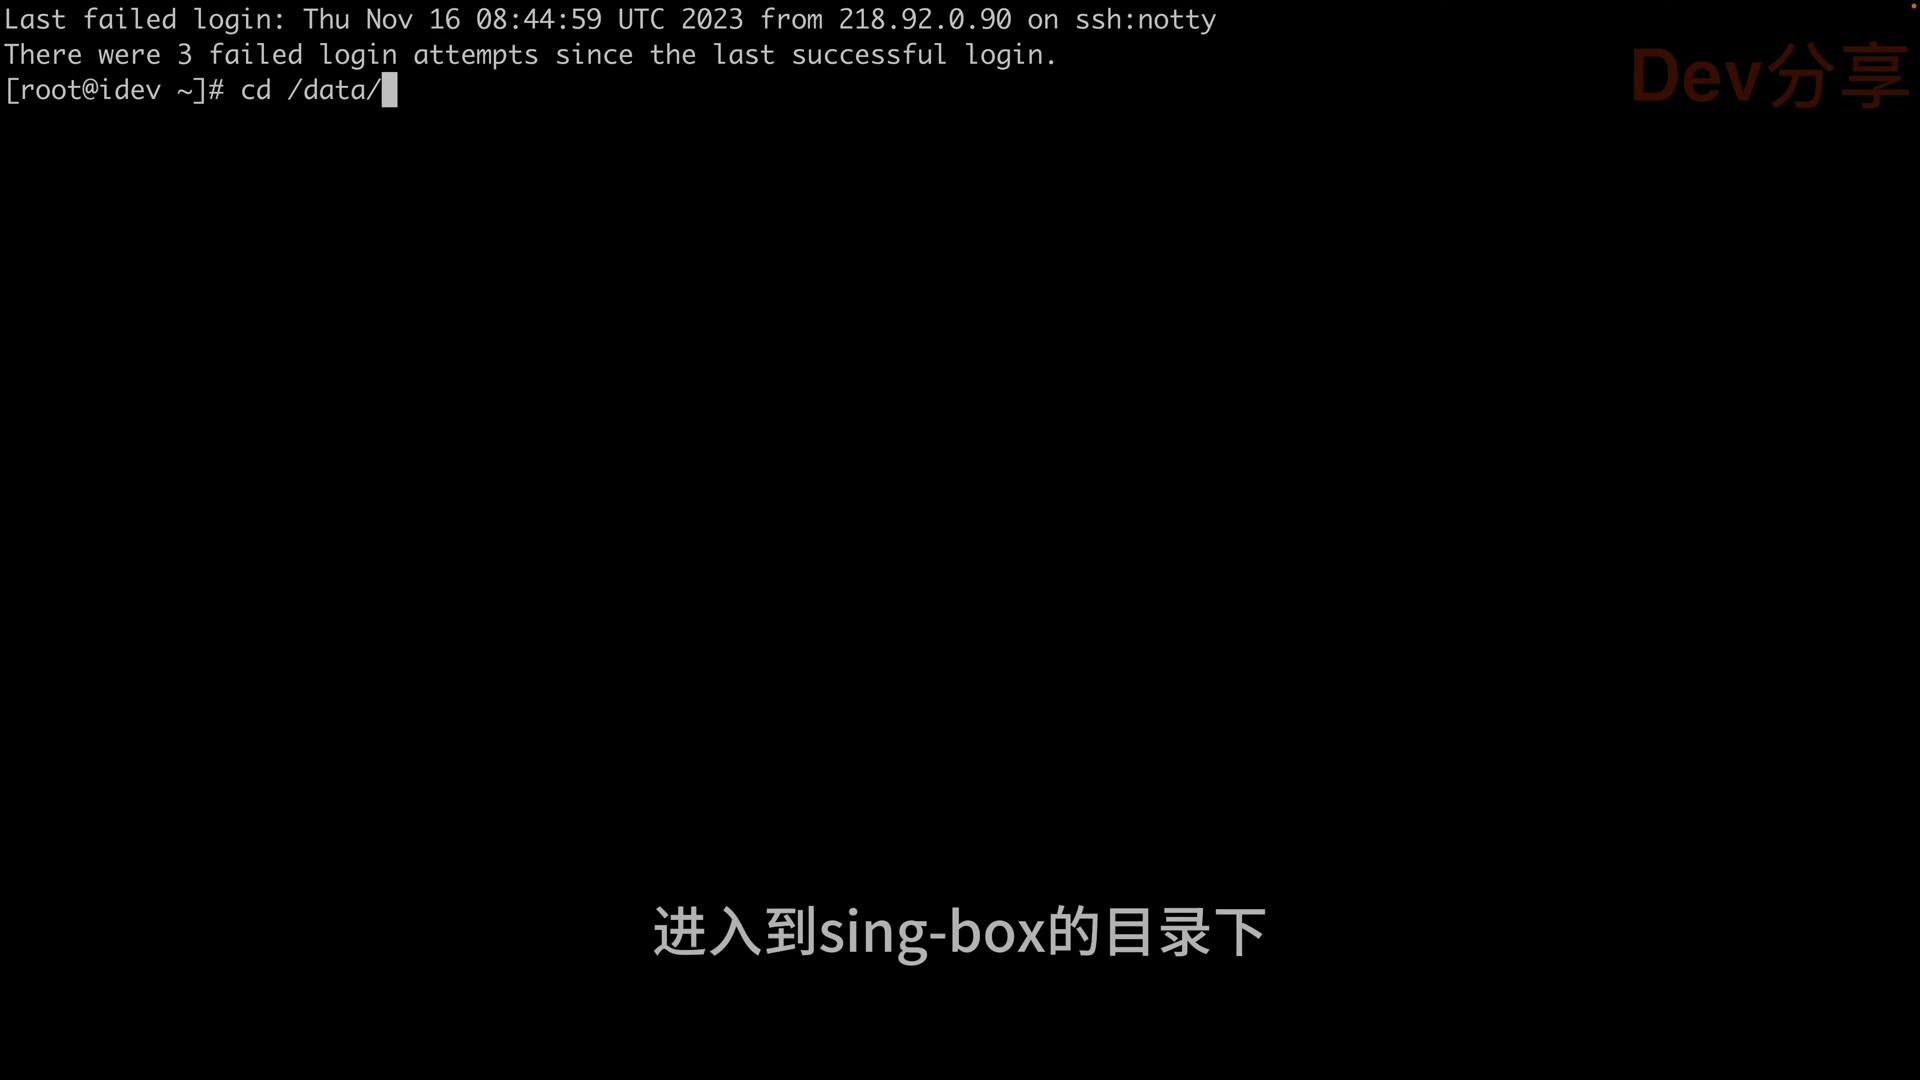 Last failed login: Thu Nov 16 08:44:59 UTC 2023 from 218.92.0.90 on ssh:notty
There were 3 failed login attempts since the last successful login.
[root@idev ~]# cd /data/
Dev分享
进入到sing-box的目录下